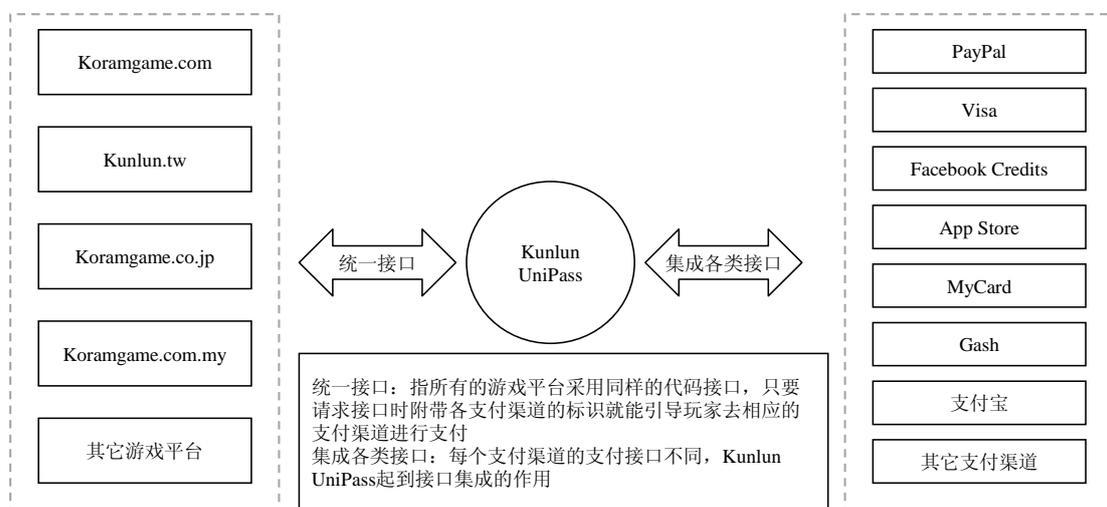 Koramgame.com
Kunlun.tw
Koramgame.co.jp
Koramgame.com.my
其它游戏平台
统一接口
Kunlun
UniPass
集成各类接口
统一接口：指所有的游戏平台采用同样的代码接口，只要
请求接口时附带各支付渠道的标识就能引导玩家去相应的
支付渠道进行支付
集成各类接口：每个支付渠道的支付接口不同，Kunlun
UniPass起到接口集成的作用
PayPal
Visa
Facebook Credits
App Store
MyCard
Gash
支付宝
其它支付渠道